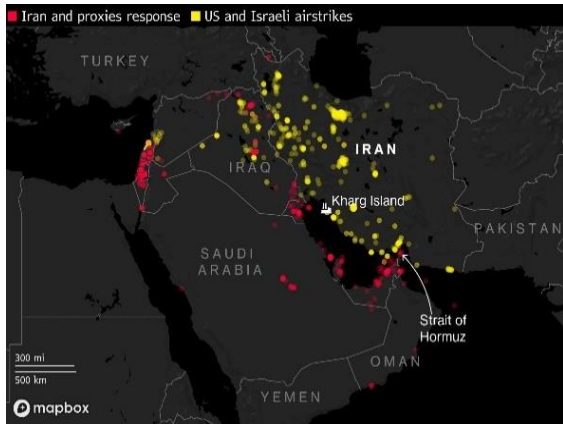 Iran and proxies response
US and Israeli airstrikes
TURKEY
IRAN
IRAQ
Kharg Island
PAKISTAN
SAUDI
ARABIA
Strait of
Hormuz
300 mi
500 km
OMAN
YEMEN
mapbox